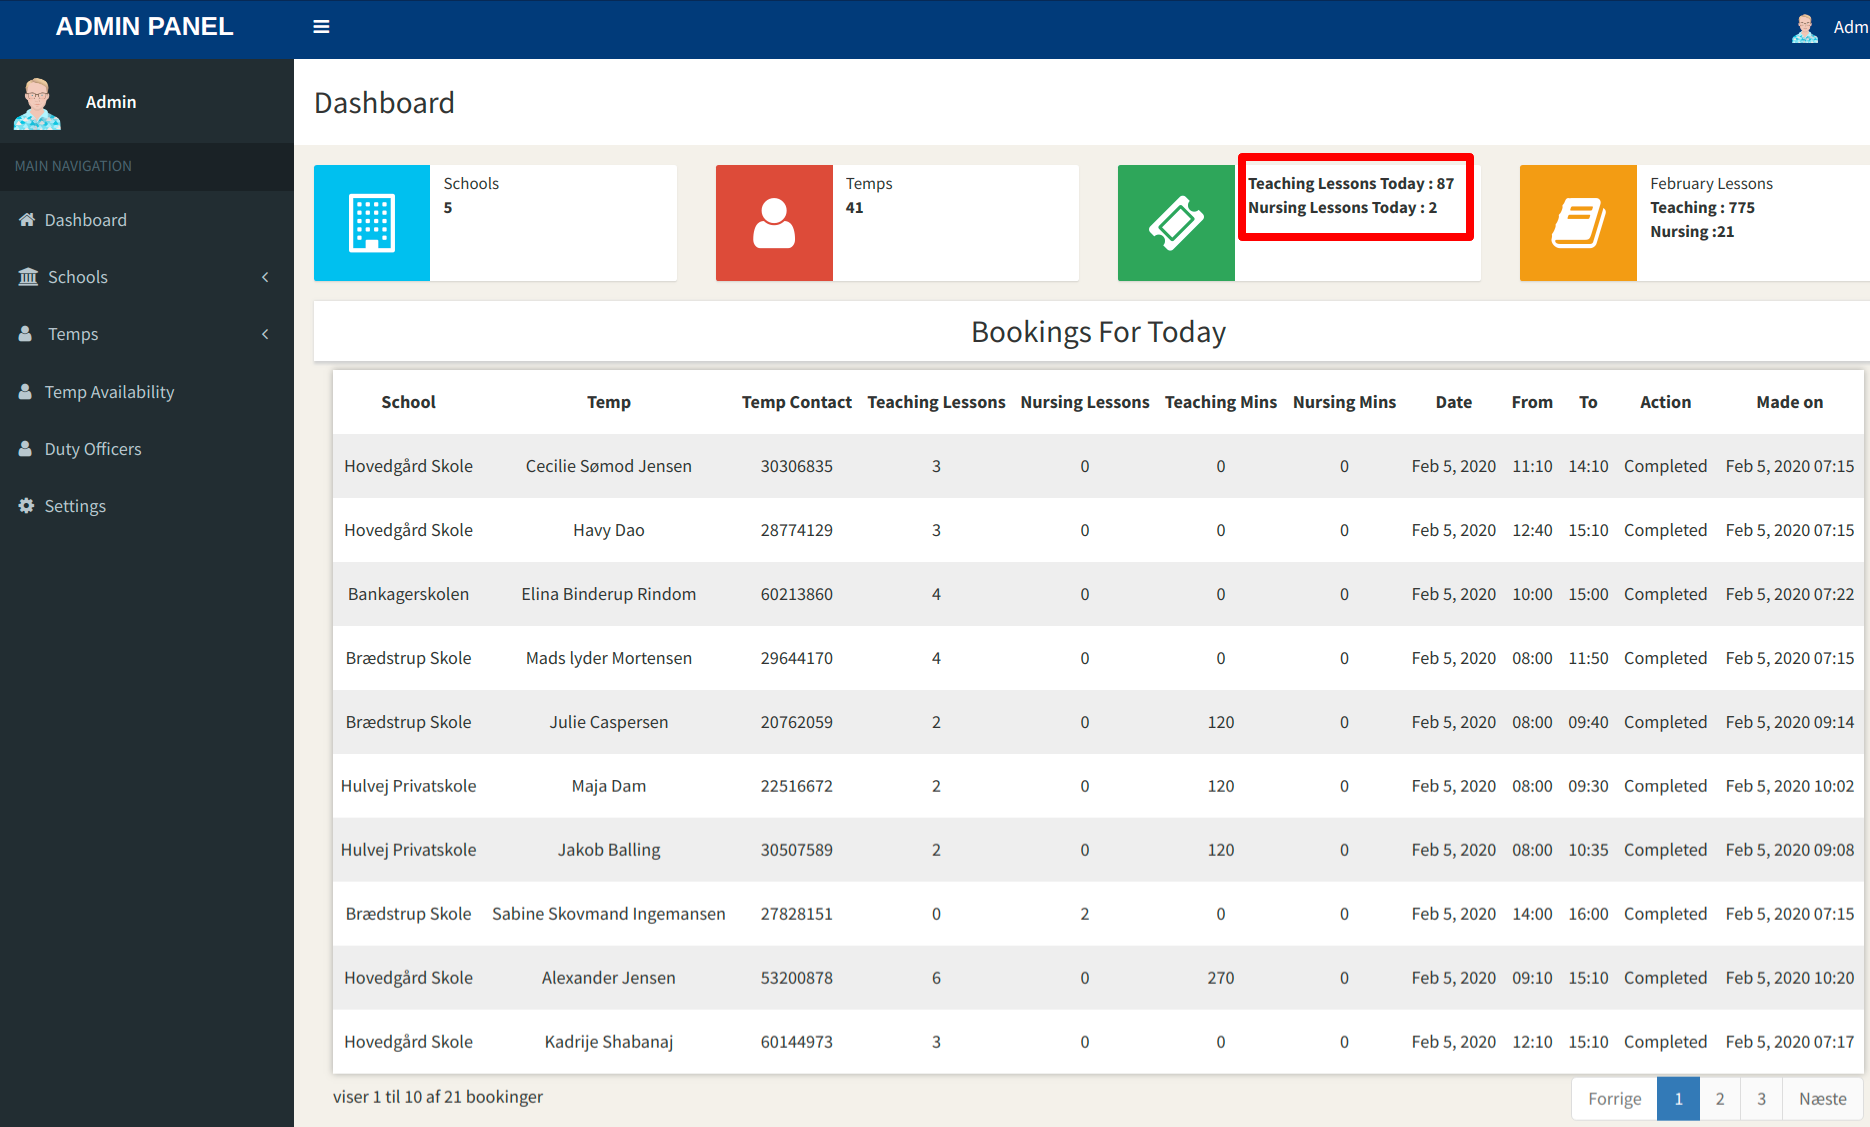 ADMIN PANEL
Adm
Admin
MAIN NAVIGATION
Dashboard
Schools
Temps
Temp Availability
Duty Officers
Settings
Dashboard
Schools
5
Temps
41
Teaching Lessons Today : 87
Nursing Lessons Today : 2
February Lessons
Teaching : 775
Nursing :21
Bookings For Today
School Temp Temp Contact Teaching Lessons Nursing Lessons Teaching Mins Nursing Mins Date From To Action Made on
Hovedgård Skole Cecilie Sømod Jensen 30306835 3 0 0 0 Feb 5, 2020 11:10 14:10 Completed Feb 5, 2020 07:15
Hovedgård Skole Havy Dao 28774129 3 0 0 0 Feb 5, 2020 12:40 15:10 Completed Feb 5, 2020 07:15
Bankagerskolen Elina Binderup Rindom 60213860 4 0 0 0 Feb 5, 2020 10:00 15:00 Completed Feb 5, 2020 07:22
Brædstrup Skole Mads lyder Mortensen 29644170 4 0 0 0 Feb 5, 2020 08:00 11:50 Completed Feb 5, 2020 07:15
Brædstrup Skole Julie Caspersen 20762059 2 0 120 0 Feb 5, 2020 08:00 09:40 Completed Feb 5, 2020 09:14
Hulvej Privatskole Maja Dam 22516672 2 0 120 0 Feb 5, 2020 08:00 09:30 Completed Feb 5, 2020 10:02
Hulvej Privatskole Jakob Balling 30507589 2 0 120 0 Feb 5, 2020 08:00 10:35 Completed Feb 5, 2020 09:08
Brædstrup Skole Sabine Skovmand Ingemansen 27828151 0 2 0 0 Feb 5, 2020 14:00 16:00 Completed Feb 5, 2020 07:15
Hovedgård Skole Alexander Jensen 53200878 6 0 270 0 Feb 5, 2020 09:10 15:10 Completed Feb 5, 2020 10:20
Hovedgård Skole Kadrije Shabanaj 60144973 3 0 0 0 Feb 5, 2020 12:10 15:10 Completed Feb 5, 2020 07:17
viser 1 til 10 af 21 bookinger
Forrige 1 2 3 Næste